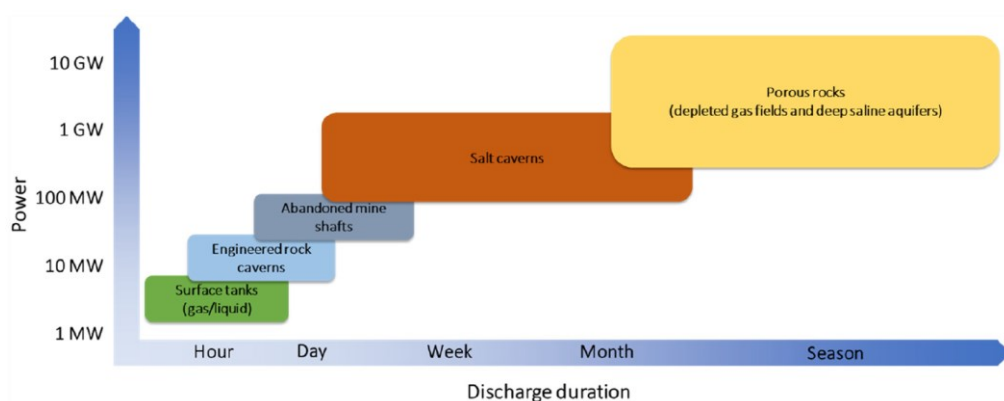 10 GW
1 GW
100 MW
10 MW
1 MW
Power
Porous rocks
(depleted gas fields and deep saline aquifers)
Salt caverns
Abandoned mine
shafts
Engineered rock
caverns
Surface tanks
(gas/liquid)
Hour
Day
Week
Month
Season
Discharge duration